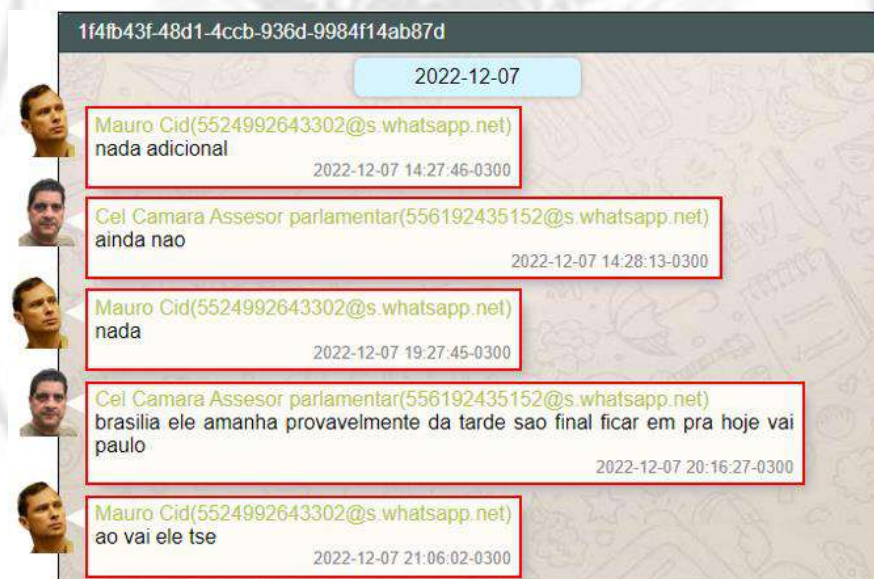 1f4fb43f-48d1-4ccb-936d-9984f14ab87d
2022-12-07
Mauro Cid(5524992643302@s.whatsapp.net)
nada adicional
2022-12-07 14:27:46-0300
Cel Camara Assesor parlamentar(556192435152@s.whatsapp.net)
ainda nao
2022-12-07 14:28:13-0300
Mauro Cid(5524992643302@s.whatsapp.net)
nada
2022-12-07 19:27:45-0300
Cel Camara Assesor parlamentar(556192435152@s.whatsapp.net)
brasilia ele amanha provavelmente da tarde sao final ficar em pra hoje vai
paulo
2022-12-07 20:16:27-0300
Mauro Cid(5524992643302@s.whatsapp.net)
ao vai ele tse
2022-12-07 21:06:02-0300